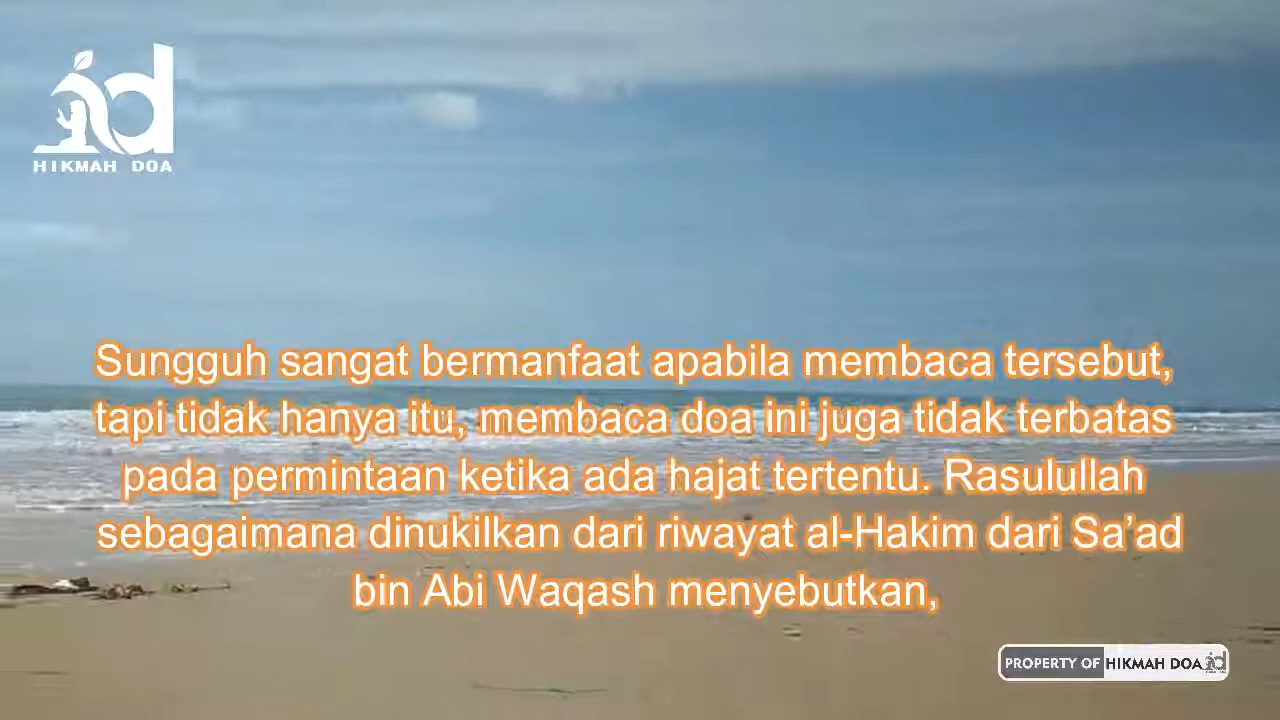 id
HIKMAH DOA
Sungguh sangat bermanfaat apabila membaca tersebut,
tapi tidak hanya itu, membaca doa ini juga tidak terbatas
pada permintaan ketika ada hajat tertentu. Rasulullah
sebagaimana dinukilkan dari riwayat al-Hakim dari Sa’ad
bin Abi Waqash menyebutkan,
PROPERTY OF HIKMAH DOA id